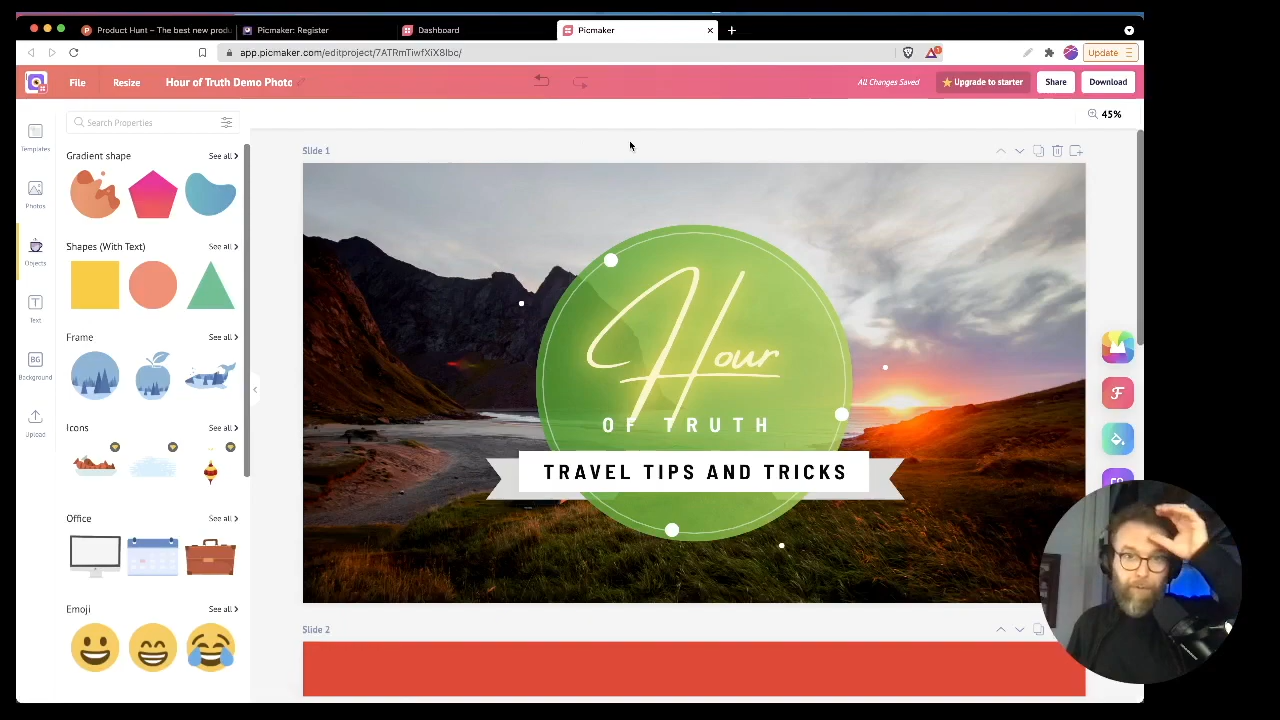 Product Hunt – The best new produ
Picmaker: Register
Dashboard
Picmaker
app.picmaker.com/editproject/7ATRmTiwfXiX8lbc/
Update
File
Resize
Hour of Truth Demo Photo
All Changes Saved
Upgrade to starter
Share
Download
Search Properties
45%
Templates
Photos
Objects
Text
BG
Background
Upload
Gradient shape
See all
Shapes (With Text)
See all
Frame
See all
Icons
See all
Office
See all
Emoji
See all
Slide 1
Hour
OF TRUTH
TRAVEL TIPS AND TRICKS
Slide 2